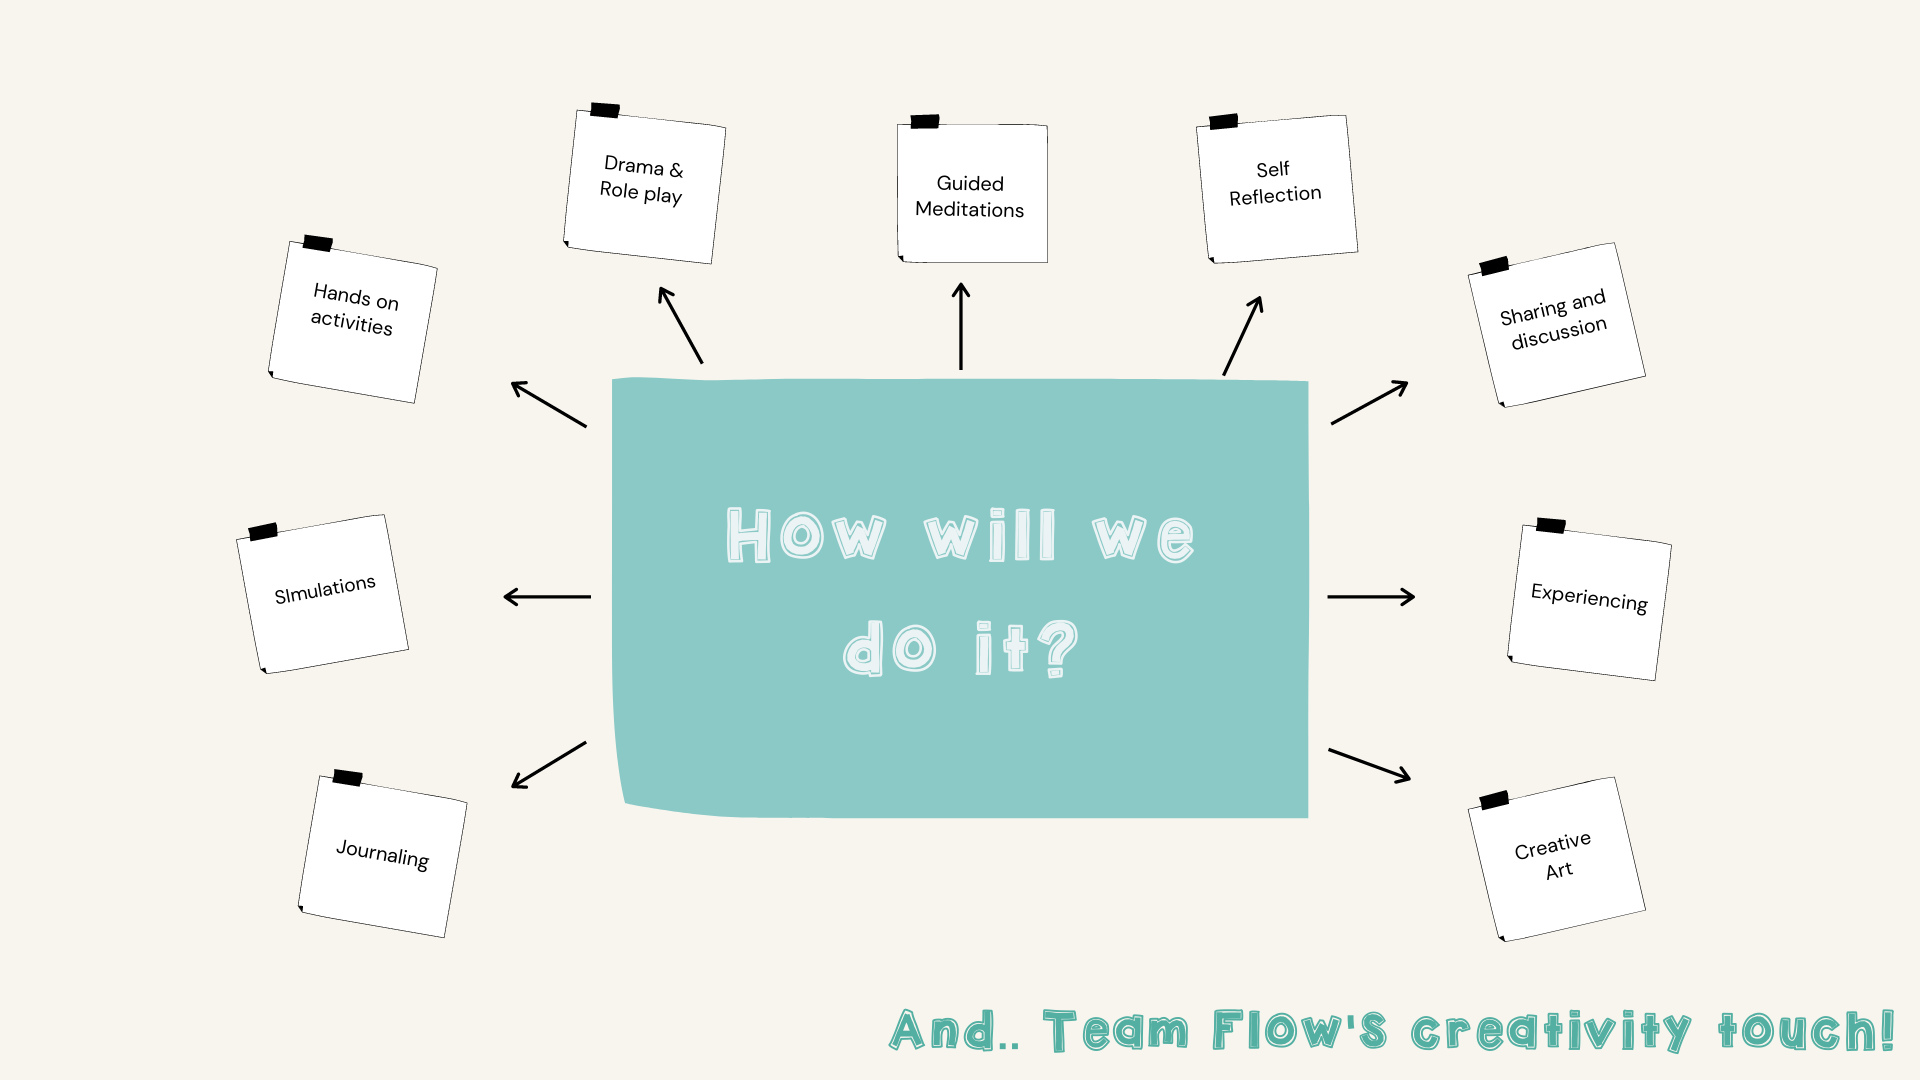 Drama &
Role play
Guided
Meditations
Self
Reflection
Hands on
activities
Sharing and
discussion
How will we
do it?
SImulations
Experiencing
Journaling
Creative
Art
And.. Team Flow's creativity touch!